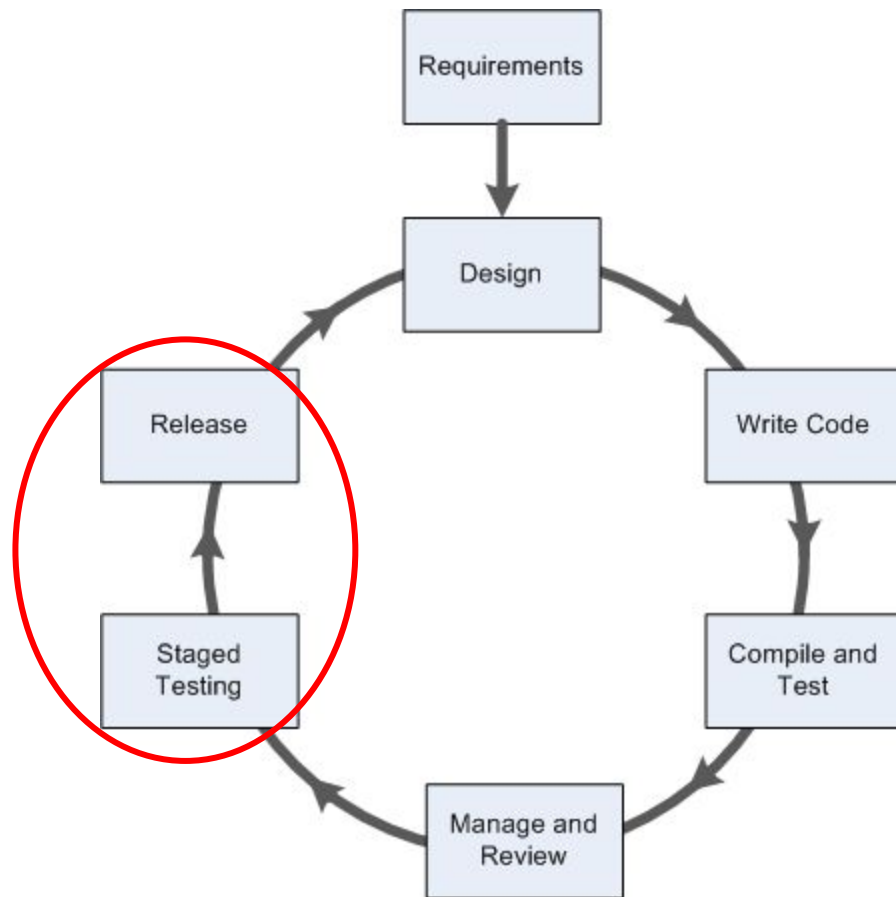 Requirements
Design
Release
Write Code
Staged
Testing
Compile and
Test
Manage and
Review